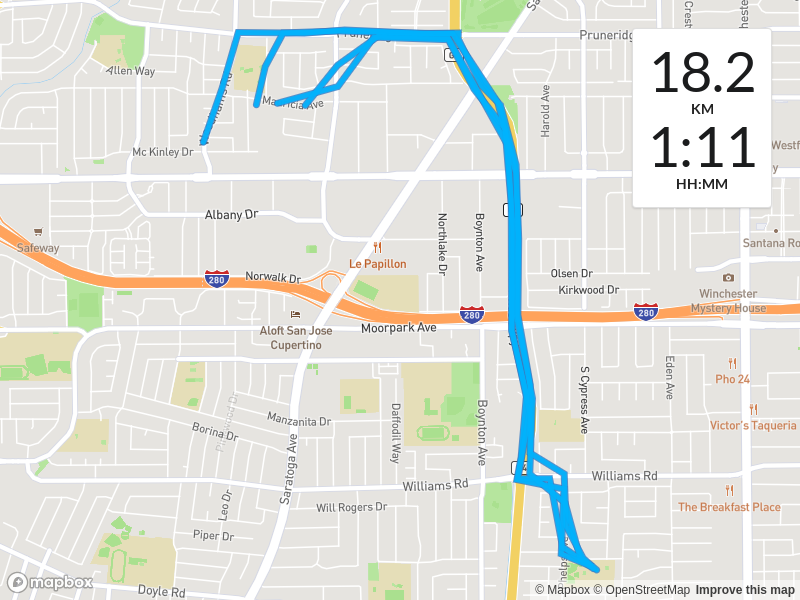 Pruneridge
Allen Way
Mauricia Ave
Harold Ave
18.2
KM
1:11
HH:MM
Mc Kinley Dr
Albany Dr
Northlake Dr
Boynton Ave
Safeway
Le Papillon
Norwalk Dr
280
Olsen Dr
Kirkwood Dr
Santana Ro
Winchester
Mystery House
280
280
Aloft San Jose
Cupertino
Moorpark Ave
S Cypress Ave
Eden Ave
Pho 24
Manzanita Dr
Borina Dr
Daffodil Way
Boynton Ave
Victor's Taqueria
Saratoga Ave
Leo Dr
Williams Rd
Williams Rd
Will Rogers Dr
The Breakfast Place
Piper Dr
Doyle Rd
mapbox
© Mapbox © OpenStreetMap Improve this map